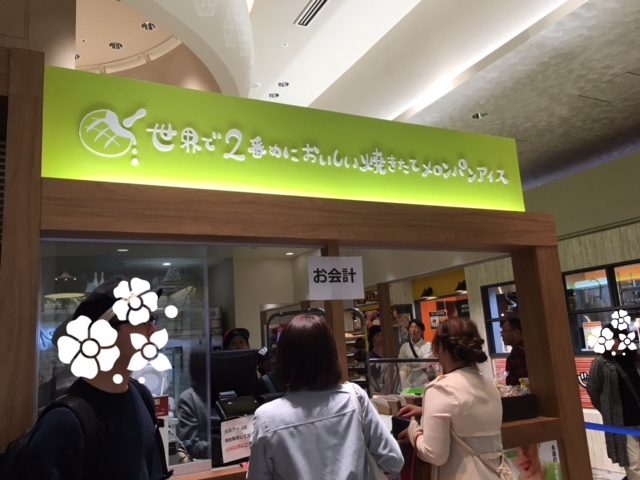 世界で2番めにおいしい焼きたてメロンパンアイス
お会計